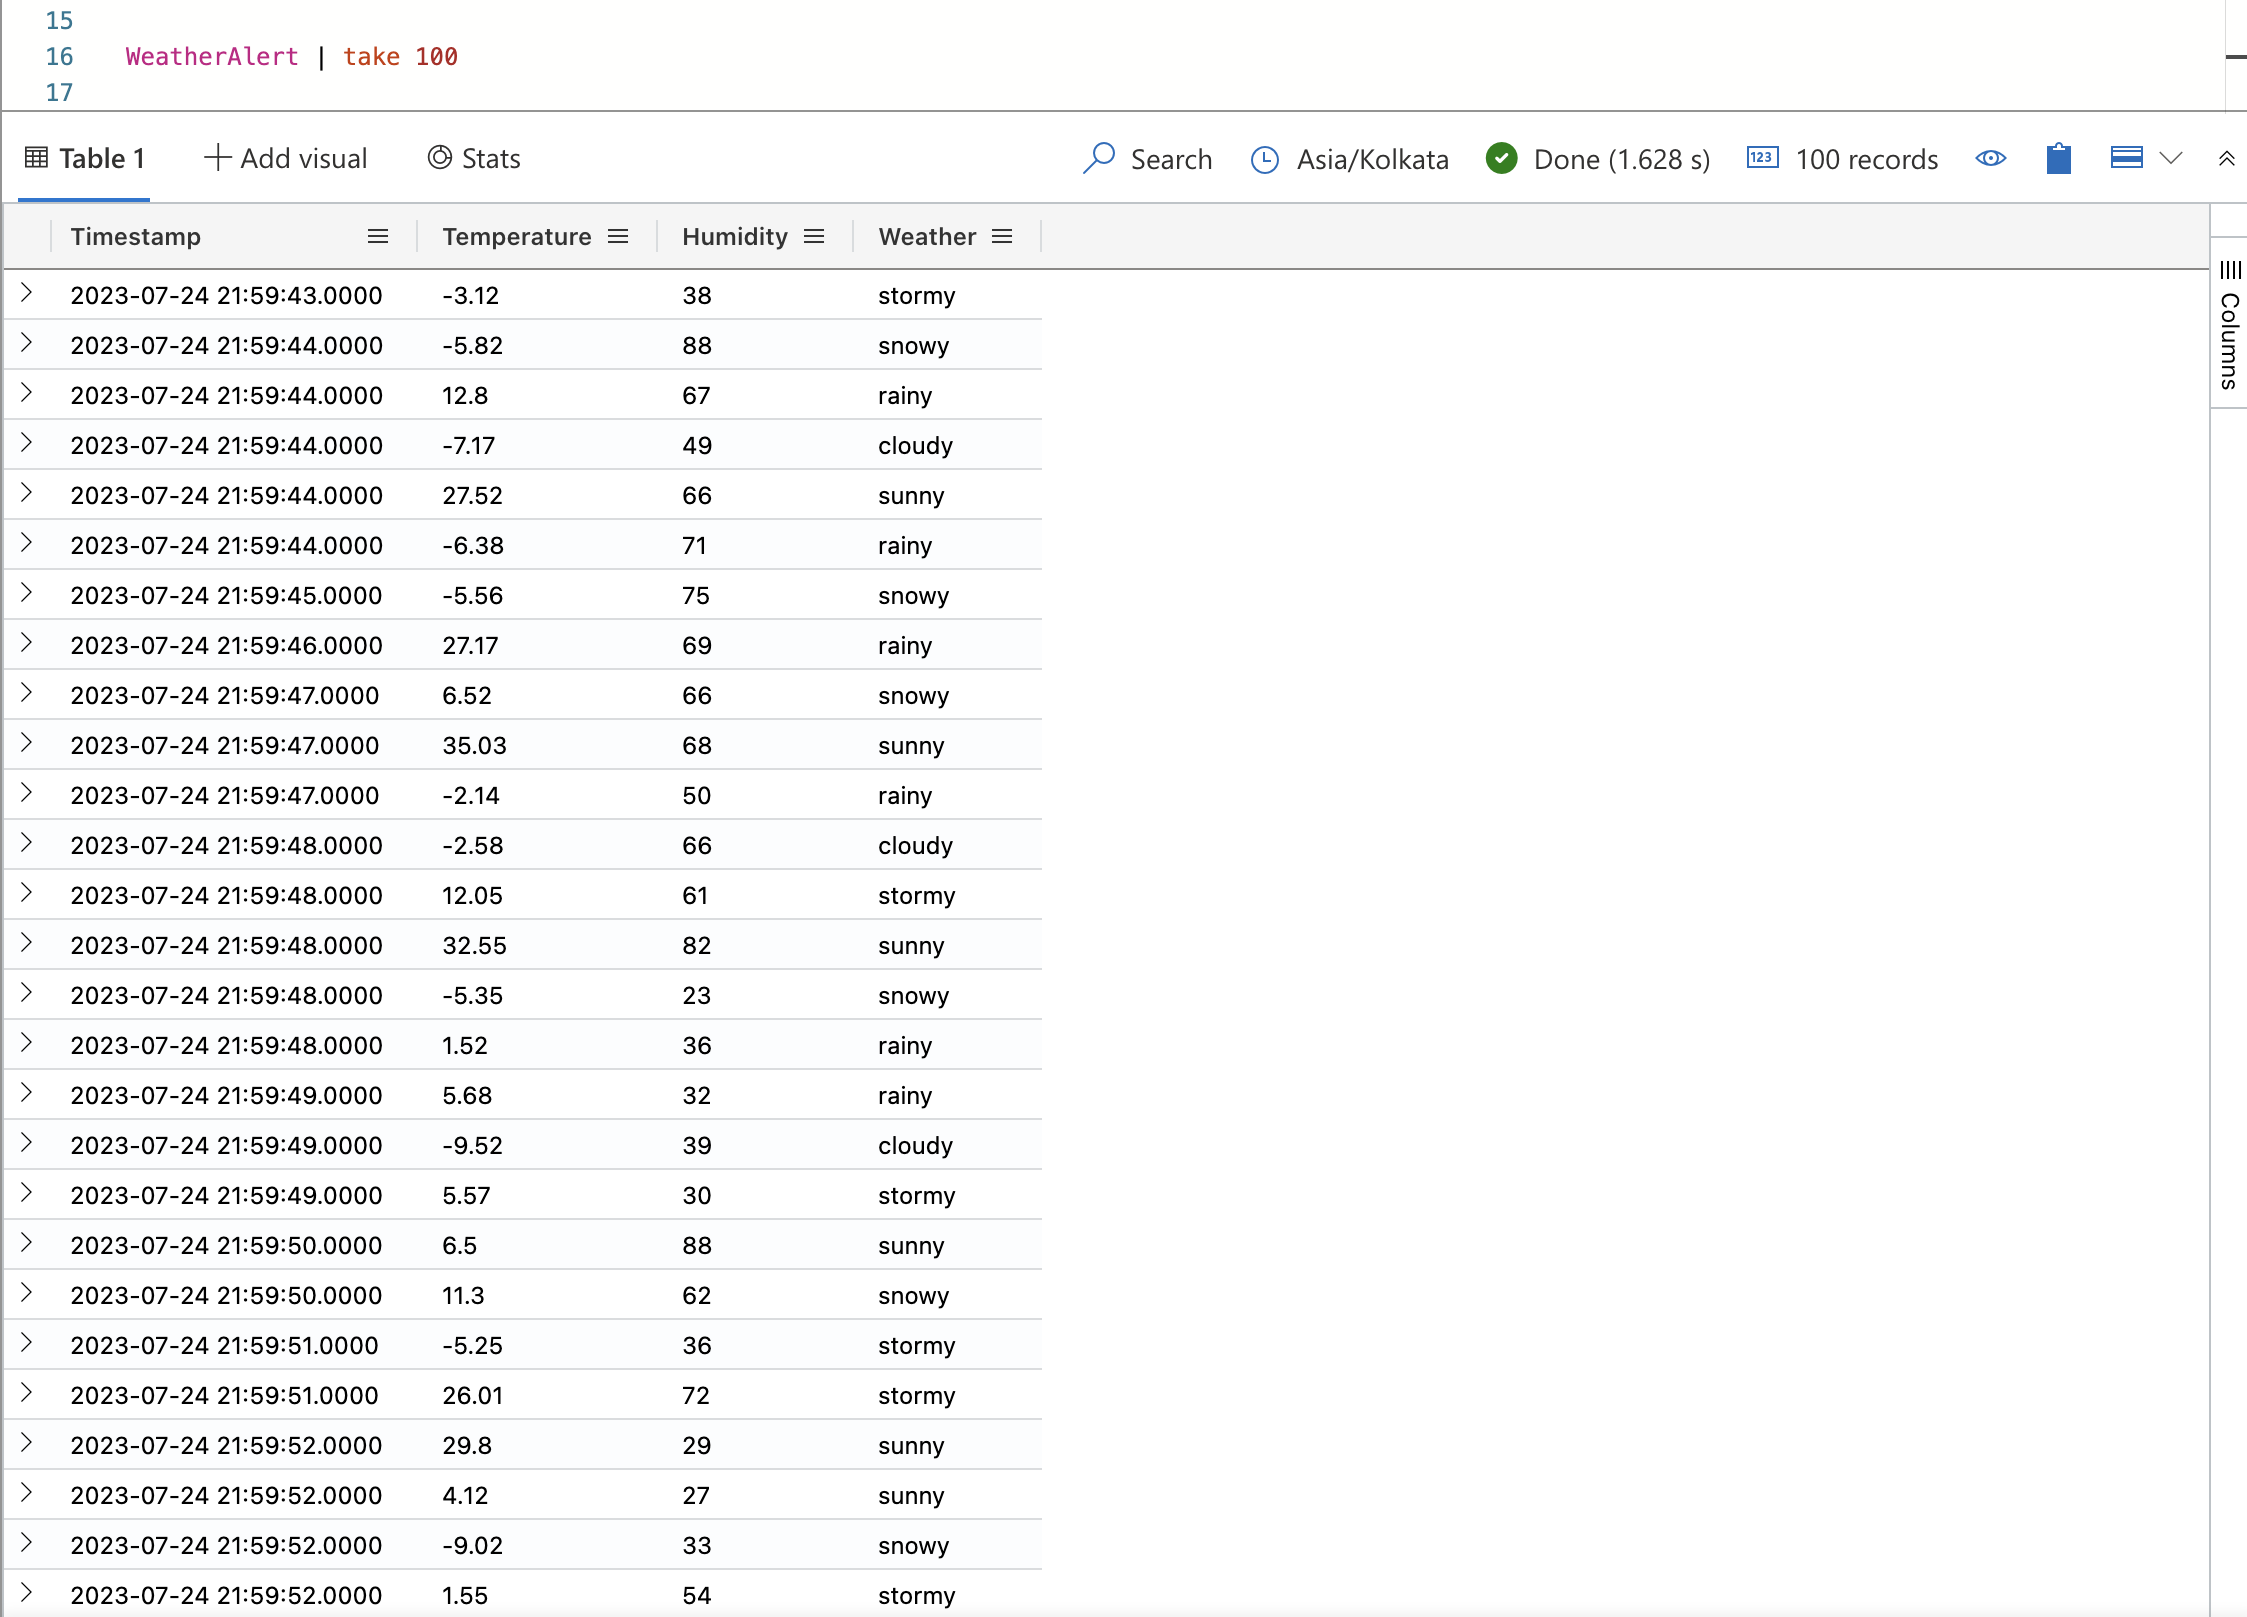 15
16 WeatherAlert | take 100
17
Table 1 Add visual Stats Search Asia/Kolkata Done (1.628 s) 123 100 records
Timestamp Temperature Humidity Weather
2023-07-24 21:59:43.0000 -3.12 38 stormy
2023-07-24 21:59:44.0000 -5.82 88 snowy
2023-07-24 21:59:44.0000 12.8 67 rainy
2023-07-24 21:59:44.0000 -7.17 49 cloudy
2023-07-24 21:59:44.0000 27.52 66 sunny
2023-07-24 21:59:44.0000 -6.38 71 rainy
2023-07-24 21:59:45.0000 -5.56 75 snowy
2023-07-24 21:59:46.0000 27.17 69 rainy
2023-07-24 21:59:47.0000 6.52 66 snowy
2023-07-24 21:59:47.0000 35.03 68 sunny
2023-07-24 21:59:47.0000 -2.14 50 rainy
2023-07-24 21:59:48.0000 -2.58 66 cloudy
2023-07-24 21:59:48.0000 12.05 61 stormy
2023-07-24 21:59:48.0000 32.55 82 sunny
2023-07-24 21:59:48.0000 -5.35 23 snowy
2023-07-24 21:59:48.0000 1.52 36 rainy
2023-07-24 21:59:49.0000 5.68 32 rainy
2023-07-24 21:59:49.0000 -9.52 39 cloudy
2023-07-24 21:59:49.0000 5.57 30 stormy
2023-07-24 21:59:50.0000 6.5 88 sunny
2023-07-24 21:59:50.0000 11.3 62 snowy
2023-07-24 21:59:51.0000 -5.25 36 stormy
2023-07-24 21:59:51.0000 26.01 72 stormy
2023-07-24 21:59:52.0000 29.8 29 sunny
2023-07-24 21:59:52.0000 4.12 27 sunny
2023-07-24 21:59:52.0000 -9.02 33 snowy
2023-07-24 21:59:52.0000 1.55 54 stormy
Columns